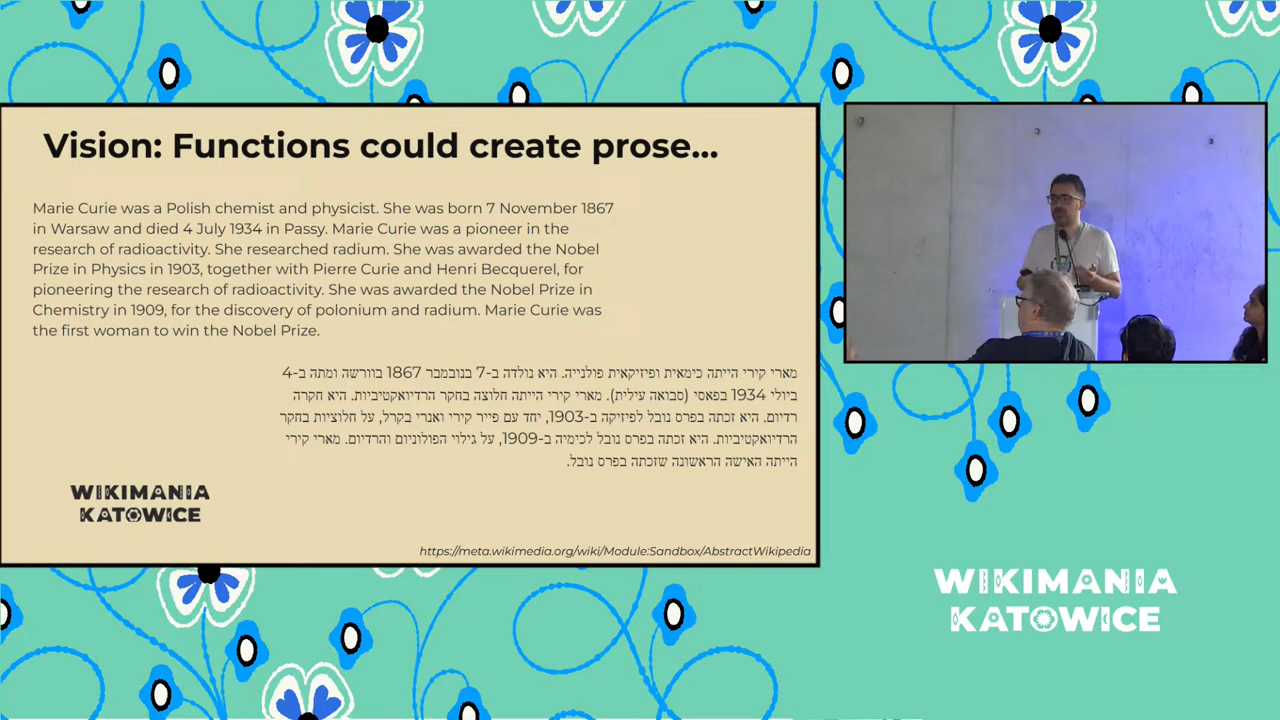 Vision: Functions could create prose...
Marie Curie was a Polish chemist and physicist. She was born 7 November 1867
in Warsaw and died 4 July 1934 in Passy. Marie Curie was a pioneer in the
research of radioactivity. She researched radium. She was awarded the Nobel
Prize in Physics in 1903, together with Pierre Curie and Henri Becquerel, for
pioneering the research of radioactivity. She was awarded the Nobel Prize in
Chemistry in 1909, for the discovery of polonium and radium. Marie Curie was
the first woman to win the Nobel Prize.
מארי קירי הייתה כימאית ופיזיקאית פולנייה. היא נולדה ב-7 בנובמבר 1867 בוורשה ומתה ב-4
ביולי 1934 בפאסי (סבואה עילית). מארי קירי הייתה חלוצה בחקר הרדיואקטיביות. היא חקרה
רדיום. היא זכתה בפרס נובל לפיזיקה ב-1903, יחד עם פייר קירי ואנרי בקרל, על חלוציות בחקר
הרדיואקטיביות. היא זכתה בפרס נובל לכימיה ב-1909, על גילוי הפולוניום והרדיום. מארי קירי
הייתה האישה הראשונה שזכתה בפרס נובל.
WIKIMANIA
KATOWICE
https://meta.wikimedia.org/wiki/Module:Sandbox/AbstractWikipedia
WIKIMANIA
KATOWICE